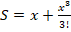 S = x + x³/3!